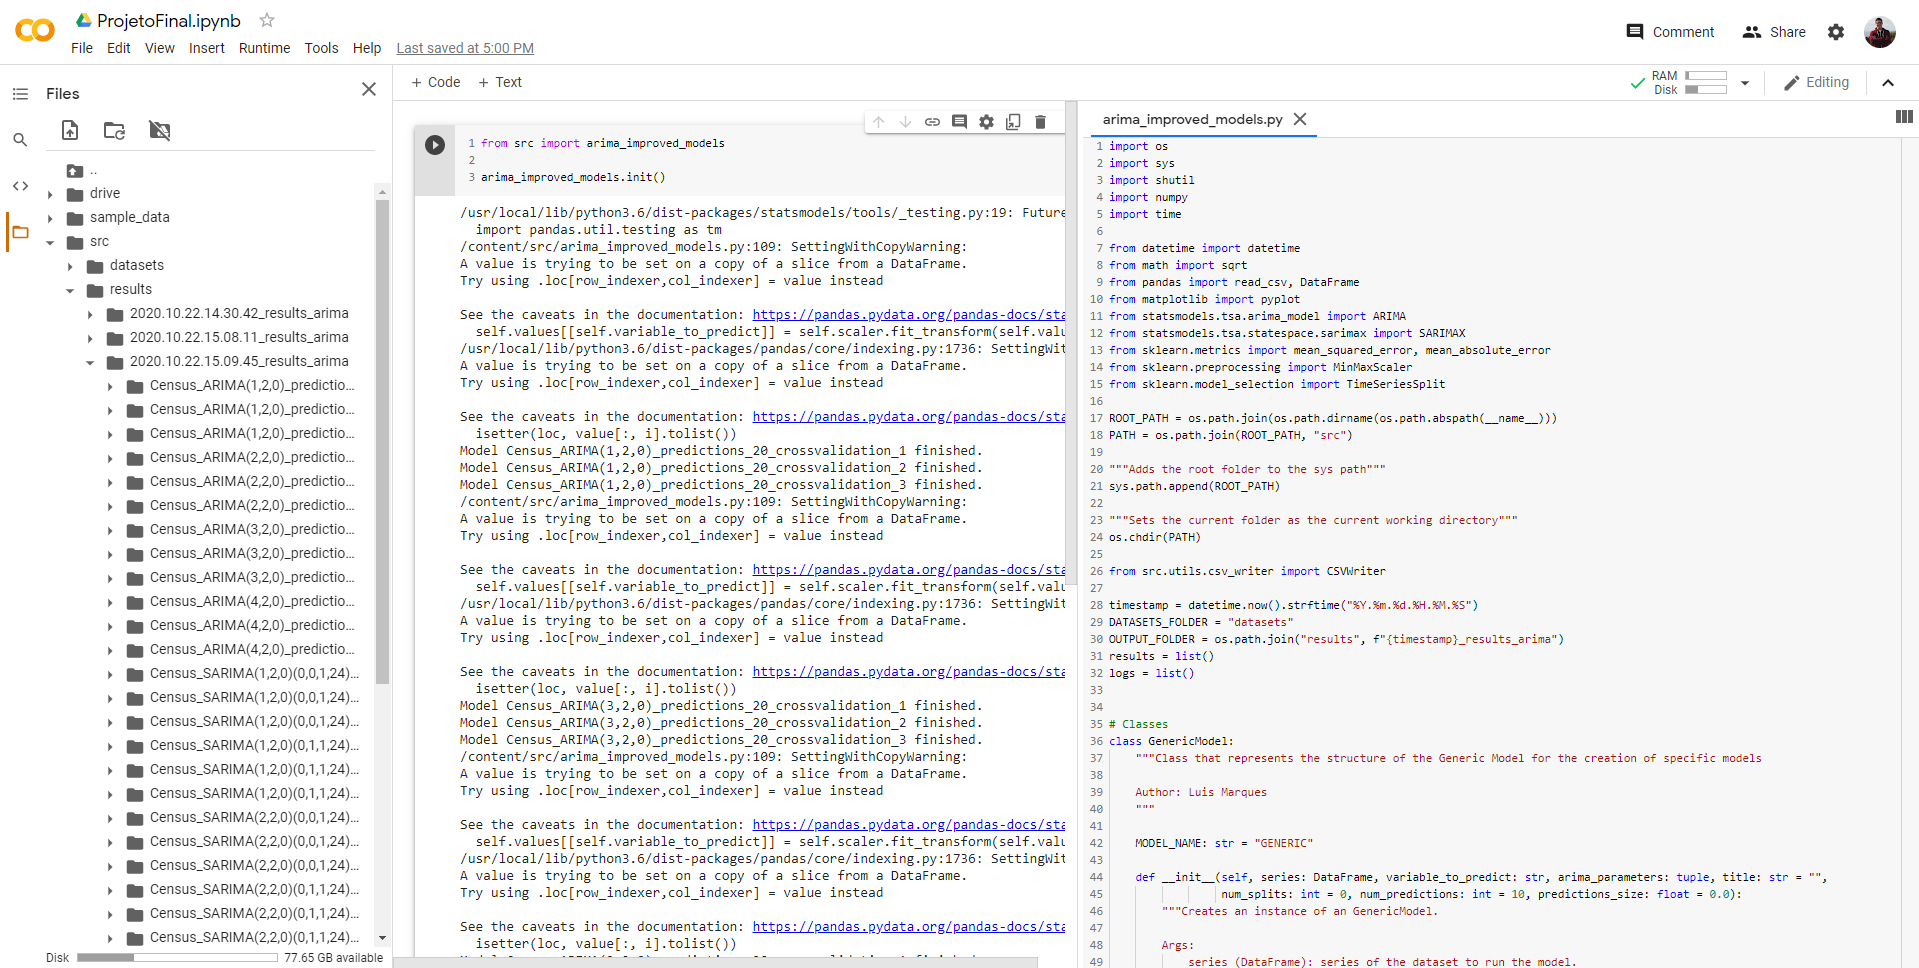 ProjetoFinal.ipynb
File Edit View Insert Runtime Tools Help Last saved at 5:00 PM
Comment
Share
Files
..
drive
sample_data
src
datasets
results
2020.10.22.14.30.42_results_arima
2020.10.22.15.08.11_results_arima
2020.10.22.15.09.45_results_arima
Census_ARIMA(1,2,0)_predictio...
Census_ARIMA(1,2,0)_predictio...
Census_ARIMA(1,2,0)_predictio...
Census_ARIMA(2,2,0)_predictio...
Census_ARIMA(2,2,0)_predictio...
Census_ARIMA(2,2,0)_predictio...
Census_ARIMA(3,2,0)_predictio...
Census_ARIMA(3,2,0)_predictio...
Census_ARIMA(3,2,0)_predictio...
Census_ARIMA(4,2,0)_predictio...
Census_ARIMA(4,2,0)_predictio...
Census_ARIMA(4,2,0)_predictio...
Census_SARIMA(1,2,0)(0,0,1,24)...
Census_SARIMA(1,2,0)(0,0,1,24)...
Census_SARIMA(1,2,0)(0,0,1,24)...
Census_SARIMA(1,2,0)(0,1,1,24)...
Census_SARIMA(1,2,0)(0,1,1,24)...
Census_SARIMA(1,2,0)(0,1,1,24)...
Census_SARIMA(2,2,0)(0,0,1,24)...
Census_SARIMA(2,2,0)(0,0,1,24)...
Census_SARIMA(2,2,0)(0,0,1,24)...
Census_SARIMA(2,2,0)(0,1,1,24)...
Census_SARIMA(2,2,0)(0,1,1,24)...
Census_SARIMA(2,2,0)(0,1,1,24)...
Disk 77.65 GB available
+ Code + Text
RAM
Disk
Editing
1 from src import arima_improved_models
2
3 arima_improved_models.init()
/usr/local/lib/python3.6/dist-packages/statsmodels/tools/_testing.py:19: Future
import pandas.util.testing as tm
/content/src/arima_improved_models.py:109: SettingWithCopyWarning:
A value is trying to be set on a copy of a slice from a DataFrame.
Try using .loc[row_indexer,col_indexer] = value instead
See the caveats in the documentation: https://pandas.pydata.org/pandas-docs/sta
self.values[[self.variable_to_predict]] = self.scaler.fit_transform(self.valu
/usr/local/lib/python3.6/dist-packages/pandas/core/indexing.py:1736: SettingWit
A value is trying to be set on a copy of a slice from a DataFrame.
Try using .loc[row_indexer,col_indexer] = value instead
See the caveats in the documentation: https://pandas.pydata.org/pandas-docs/sta
isetter(loc, value[:, i].tolist())
Model Census_ARIMA(1,2,0)_predictions_20_crossvalidation_1 finished.
Model Census_ARIMA(1,2,0)_predictions_20_crossvalidation_2 finished.
Model Census_ARIMA(1,2,0)_predictions_20_crossvalidation_3 finished.
/content/src/arima_improved_models.py:109: SettingWithCopyWarning:
A value is trying to be set on a copy of a slice from a DataFrame.
Try using .loc[row_indexer,col_indexer] = value instead
See the caveats in the documentation: https://pandas.pydata.org/pandas-docs/sta
self.values[[self.variable_to_predict]] = self.scaler.fit_transform(self.valu
/usr/local/lib/python3.6/dist-packages/pandas/core/indexing.py:1736: SettingWit
A value is trying to be set on a copy of a slice from a DataFrame.
Try using .loc[row_indexer,col_indexer] = value instead
See the caveats in the documentation: https://pandas.pydata.org/pandas-docs/sta
isetter(loc, value[:, i].tolist())
Model Census_ARIMA(3,2,0)_predictions_20_crossvalidation_1 finished.
Model Census_ARIMA(3,2,0)_predictions_20_crossvalidation_2 finished.
Model Census_ARIMA(3,2,0)_predictions_20_crossvalidation_3 finished.
/content/src/arima_improved_models.py:109: SettingWithCopyWarning:
A value is trying to be set on a copy of a slice from a DataFrame.
Try using .loc[row_indexer,col_indexer] = value instead
See the caveats in the documentation: https://pandas.pydata.org/pandas-docs/sta
self.values[[self.variable_to_predict]] = self.scaler.fit_transform(self.valu
/usr/local/lib/python3.6/dist-packages/pandas/core/indexing.py:1736: SettingWit
A value is trying to be set on a copy of a slice from a DataFrame.
Try using .loc[row_indexer,col_indexer] = value instead
See the caveats in the documentation: https://pandas.pydata.org/pandas-docs/sta
isetter(loc, value[:, i].tolist())
arima_improved_models.py
1 import os
2 import sys
3 import shutil
4 import numpy
5 import time
6
7 from datetime import datetime
8 from math import sqrt
9 from pandas import read_csv, DataFrame
10 from matplotlib import pyplot
11 from statsmodels.tsa.arima_model import ARIMA
12 from statsmodels.tsa.statespace.sarimax import SARIMAX
13 from sklearn.metrics import mean_squared_error, mean_absolute_error
14 from sklearn.preprocessing import MinMaxScaler
15 from sklearn.model_selection import TimeSeriesSplit
16
17 ROOT_PATH = os.path.join(os.path.dirname(os.path.abspath(__name__)))
18 PATH = os.path.join(ROOT_PATH, "src")
19
20 """Adds the root folder to the sys path"""
21 sys.path.append(ROOT_PATH)
22
23 """Sets the current folder as the current working directory"""
24 os.chdir(PATH)
25
26 from src.utils.csv_writer import CSVWriter
27
28 timestamp = datetime.now().strftime("%Y.%m.%d.%H.%M.%S")
29 DATASETS_FOLDER = "datasets"
30 OUTPUT_FOLDER = os.path.join("results", f"{timestamp}_results_arima")
31 results = list()
32 logs = list()
33
34
35 # Classes
36 class GenericModel:
37 """Class that represents the structure of the Generic Model for the creation of specific models
38
39 Author: Luis Marques
40 """
41
42 MODEL_NAME: str = "GENERIC"
43
44 def __init__(self, series: DataFrame, variable_to_predict: str, arima_parameters: tuple, title: str = "",
45 num_splits: int = 0, num_predictions: int = 10, predictions_size: float = 0.0):
46 """Creates an instance of an GenericModel.
47
48 Args:
49 series (DataFrame): series of the dataset to run the model.